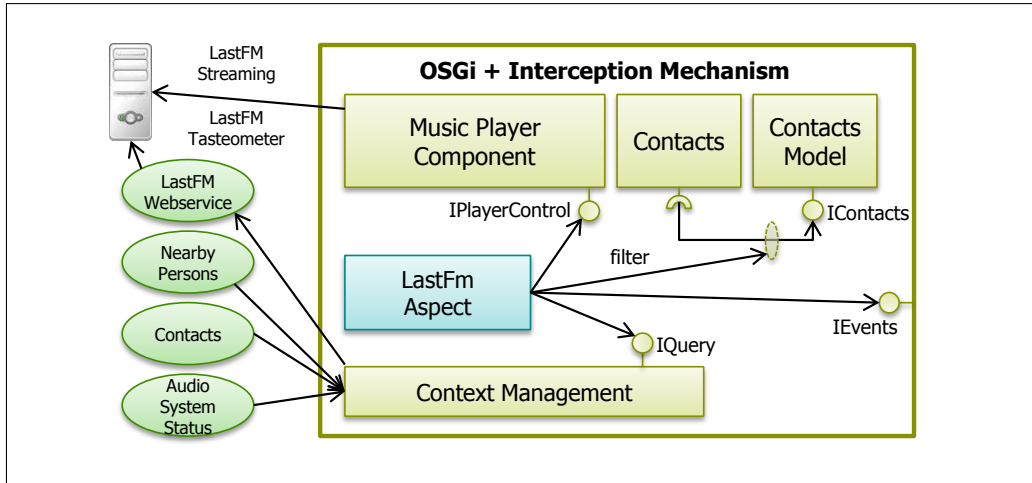 LastFM
Streaming
LastFM
Tasteometer
OSGi + Interception Mechanism
Music Player
Component
Contacts
Contacts
Model
LastFM
Webservice
IPlayerControl
IContacts
Nearby
Persons
filter
LastFm
Aspect
IEvents
Contacts
IQuery
Audio
System
Status
Context Management